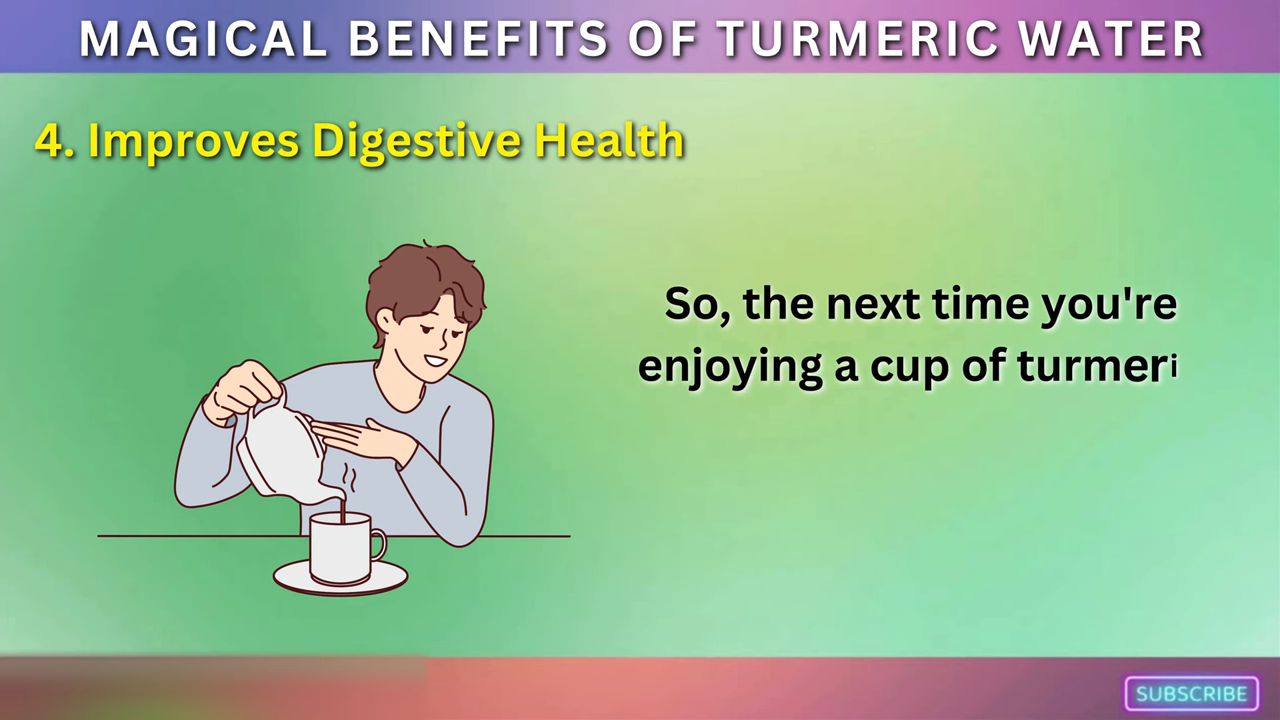 MAGICAL BENEFITS OF TURMERIC WATER
4. Improves Digestive Health
So, the next time you're
enjoying a cup of turmeri
SUBSCRIBE